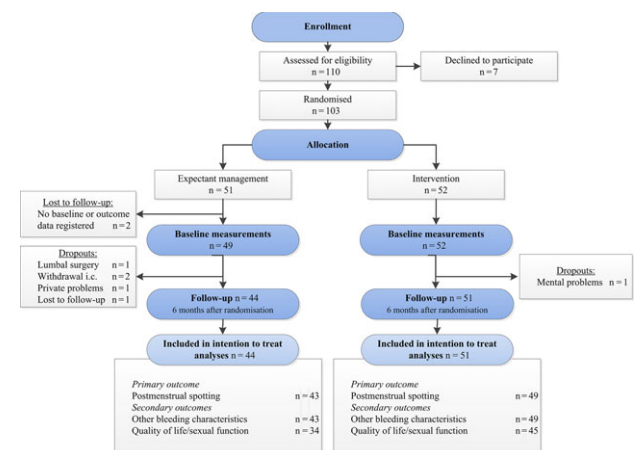 Enrollment
Assessed for eligibility
n = 110
Declined to participate
n = 7
Randomised
n = 103
Allocation
Expectant management
n = 51
Intervention
n = 52
Lost to follow-up:
No baseline or outcome
data registered n = 2
Baseline measurements
n = 49
Baseline measurements
n = 52
Dropouts:
Lumbal surgery n = 1
Withdrawal i.c. n = 2
Private problems n = 1
Lost to follow-up n = 1
Dropouts:
Mental problems n = 1
Follow-up n = 44
6 months after randomisation
Follow-up n = 51
6 months after randomisation
Included in intention to treat
analyses n = 44
Included in intention to treat
analyses n = 51
Primary outcome
Postmenstrual spotting n = 43
Secondary outcomes
Other bleeding characteristics n = 43
Quality of life/sexual function n = 34
Primary outcome
Postmenstrual spotting n = 49
Secondary outcomes
Other bleeding characteristics n = 49
Quality of life/sexual function n = 45